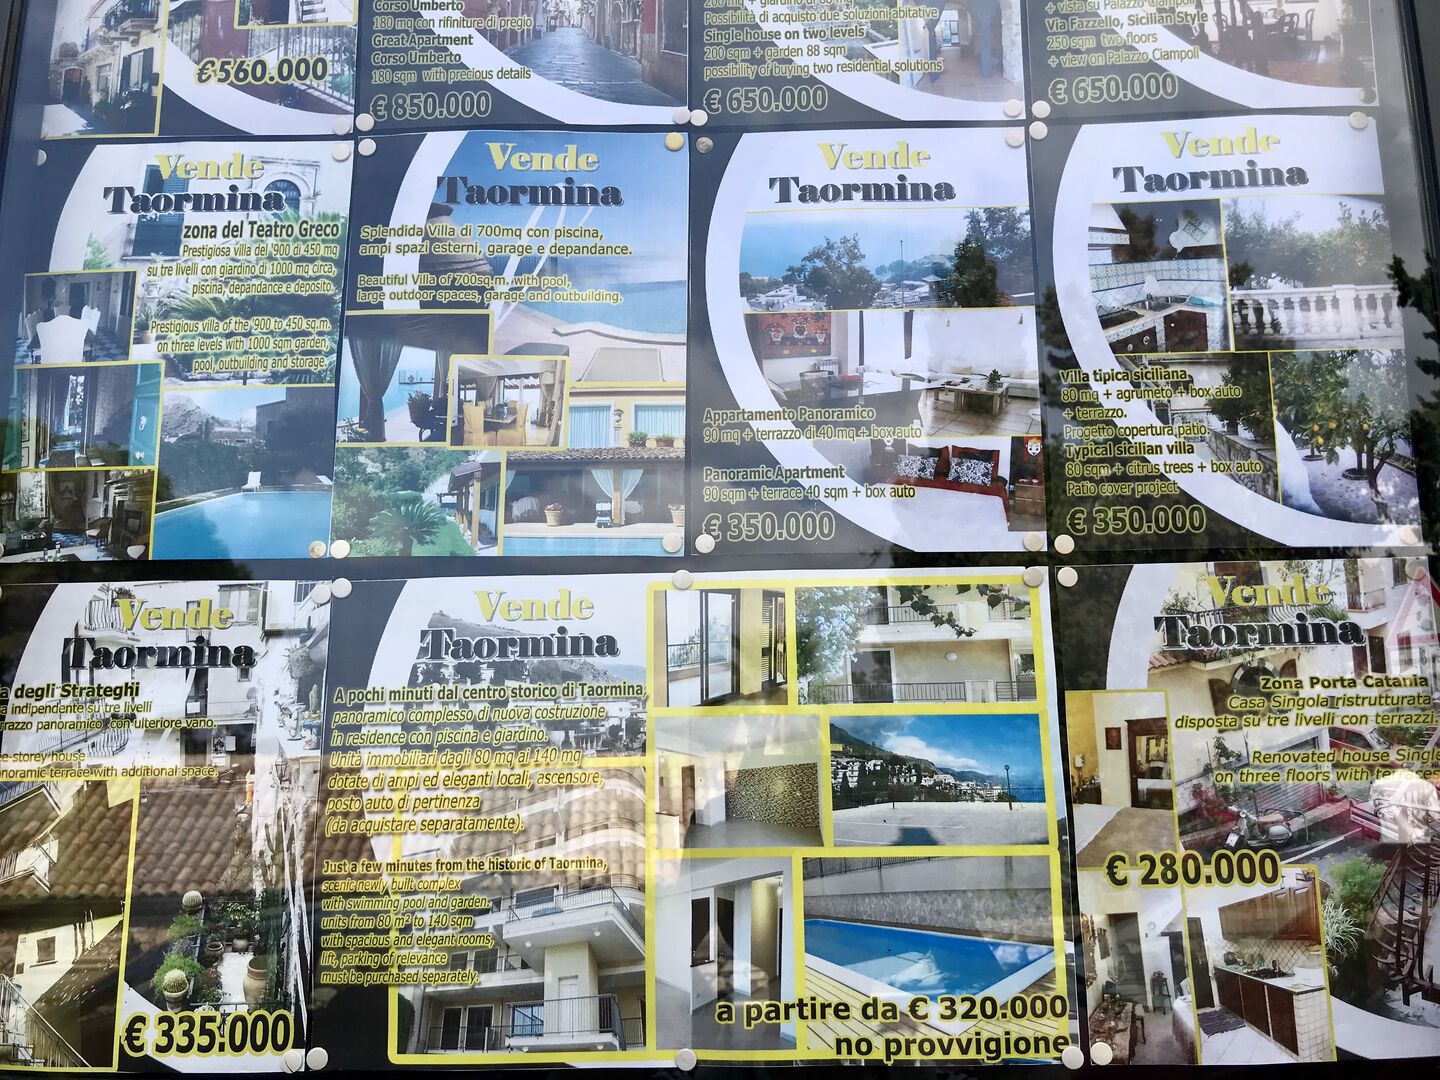 €560.000
Corso Umberto
180 mq con rifiniture di pregio
Great Apartment
Corso Umberto
180 sqm with precious details
€ 850.000
Possibilità di acquisto due soluzioni abitative
Single house on two levels
200 sqm + garden 88 sqm
possibility of buying two residential solutions
€ 650.000
+ vista su Palazzo Ciampoli
Via Fazzello, Sicilian Style
250 sqm two floors
+ view on Palazzo Ciampoli
€ 650.000
Vende
Taormina
zona del Teatro Greco
Prestigiosa villa del '900 di 450 mq
su tre livelli con giardino di 1000 mq circa,
piscina, depandance e deposito.
Prestigious villa of the '900 to 450 sq.m.
on three levels with 1000 sqm garden,
pool, outbuilding and storage.
Vende
Taormina
Splendida Villa di 700mq con piscina,
ampi spazi esterni, garage e depandance.
Beautiful Villa of 700sq.m. with pool,
large outdoor spaces, garage and outbuilding.
Vende
Taormina
Appartamento Panoramico
90 mq + terrazzo di 40 mq + box auto
Panoramic Apartment
90 sqm + terrace 40 sqm + box auto
€ 350.000
Vende
Taormina
Villa tipica siciliana
80 mq + agrumeto + box auto
+ terrazzo.
Progetto copertura patio.
Typical sicilian villa
80 sqm + citrus trees + box auto
Patio cover project
€ 350.000
Vende
Taormina
degli Strateghi
indipendente su tre livelli
panoramico con ulteriore vano.
house
terrace with additional space.
€ 335.000
Vende
Taormina
A pochi minuti dal centro storico di Taormina,
panoramico complesso di nuova costruzione
in residence con piscina e giardino.
Unità immobiliari dagli 80 mq ai 140 mq
dotate di ampi ed eleganti locali, ascensore,
posto auto di pertinenza
(da acquistare separatamente).
Just a few minutes from the historic of Taormina,
scenic newly built complex
with swimming pool and garden.
units from 80 m² to 140 sqm
with spacious and elegant rooms,
lift, parking of relevance
must be purchased separately.
a partire da € 320.000
no provvigione
Vende
Taormina
Zona Porta Catania
Casa Singola ristrutturata
disposta su tre livelli con terrazzi.
Renovated house Single
on three floors with terraces
€ 280.000